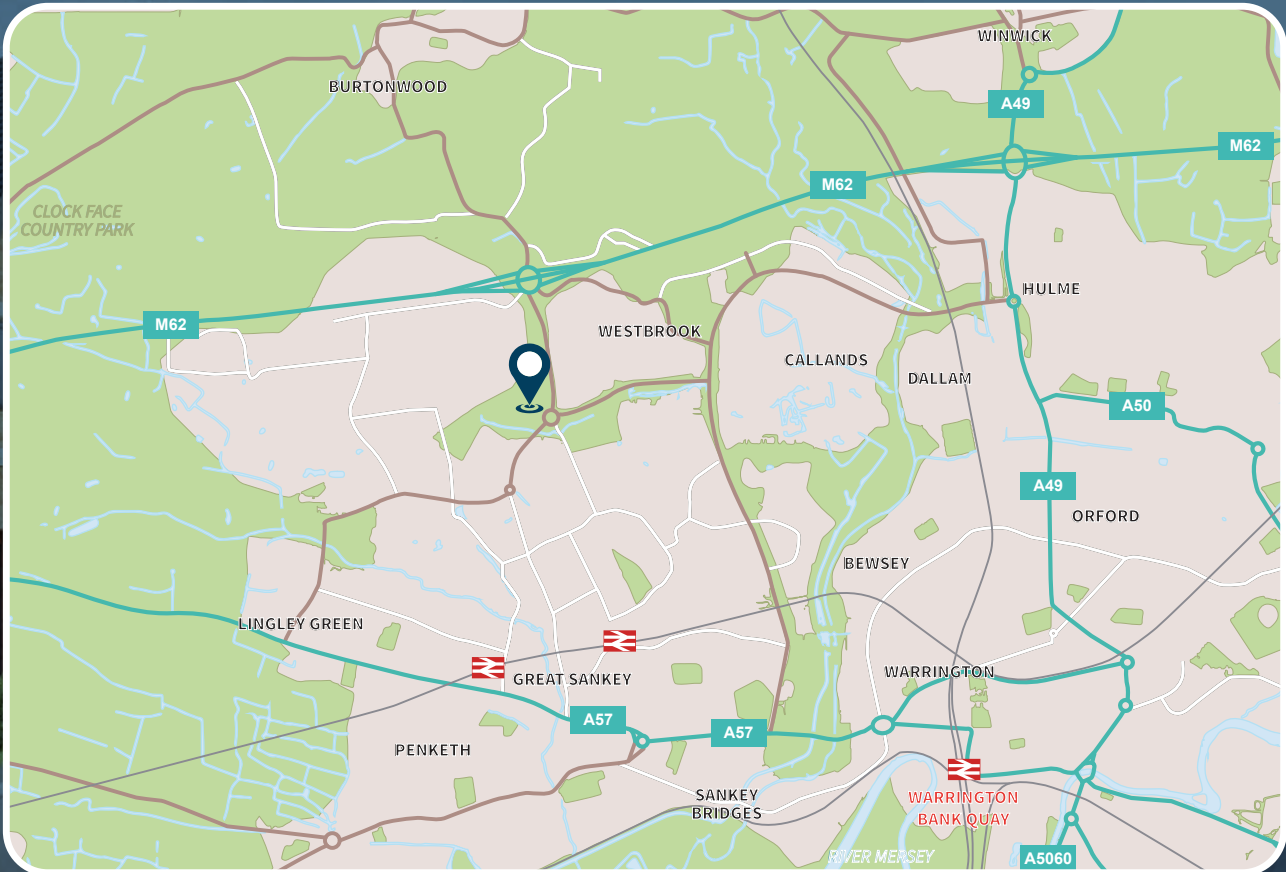 WINWICK
BURTONWOOD
A49
M62
M62
CLOCK FACE
COUNTRY PARK
HULME
M62
WESTBROOK
CALLANDS
DALLAM
A50
A49
ORFORD
BEWSEY
LINGLEY GREEN
WARRINGTON
GREAT SANKEY
A57
A57
PENKETH
SANKEY
BRIDGES
WARRINGTON
BANK QUAY
RIVER MERSEY
A5060